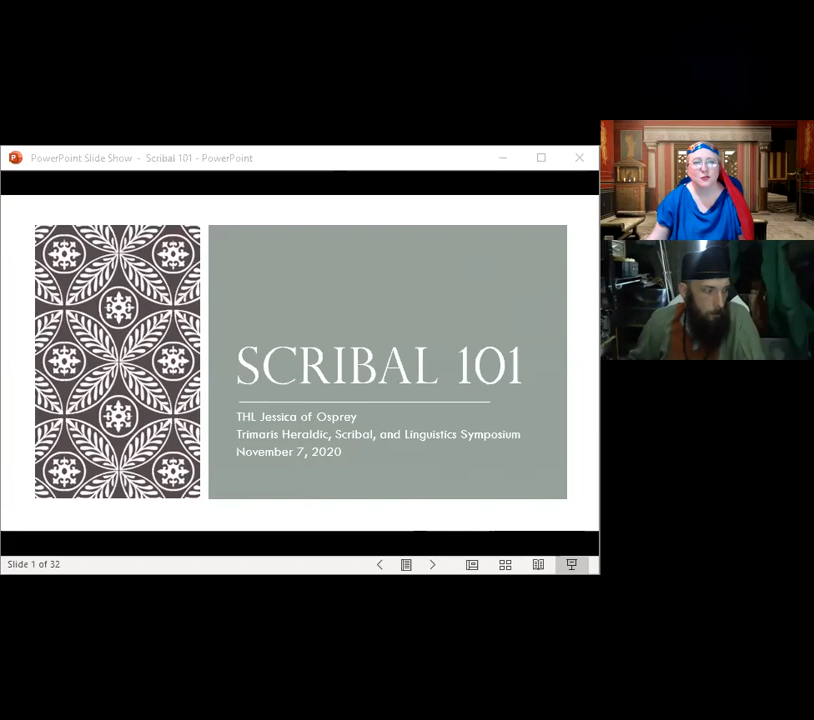 PowerPoint Slide Show - Scribal 101 - PowerPoint
SCRIBAL 101
THL Jessica of Osprey
Trimaris Heraldic, Scribal, and Linguistics Symposium
November 7, 2020
Slide 1 of 32